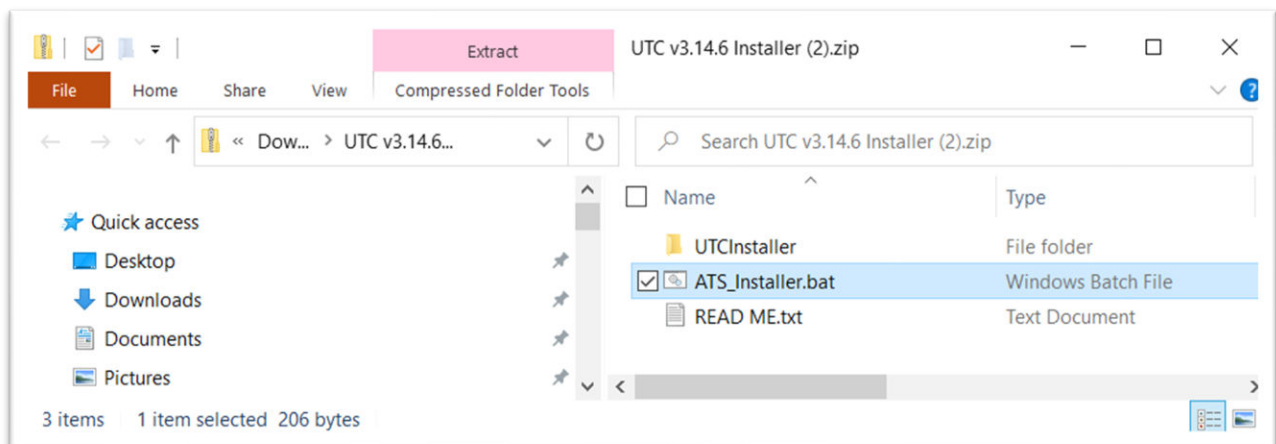 Extract UTC v3.14.6 Installer (2).zip
File Home Share View Compressed Folder Tools
« Dow... > UTC v3.14.6... Search UTC v3.14.6 Installer (2).zip
Name Type
Quick access
UTCInstaller File folder
Desktop
ATS_Installer.bat Windows Batch File
Downloads
READ ME.txt Text Document
Documents
Pictures
3 items 1 item selected 206 bytes